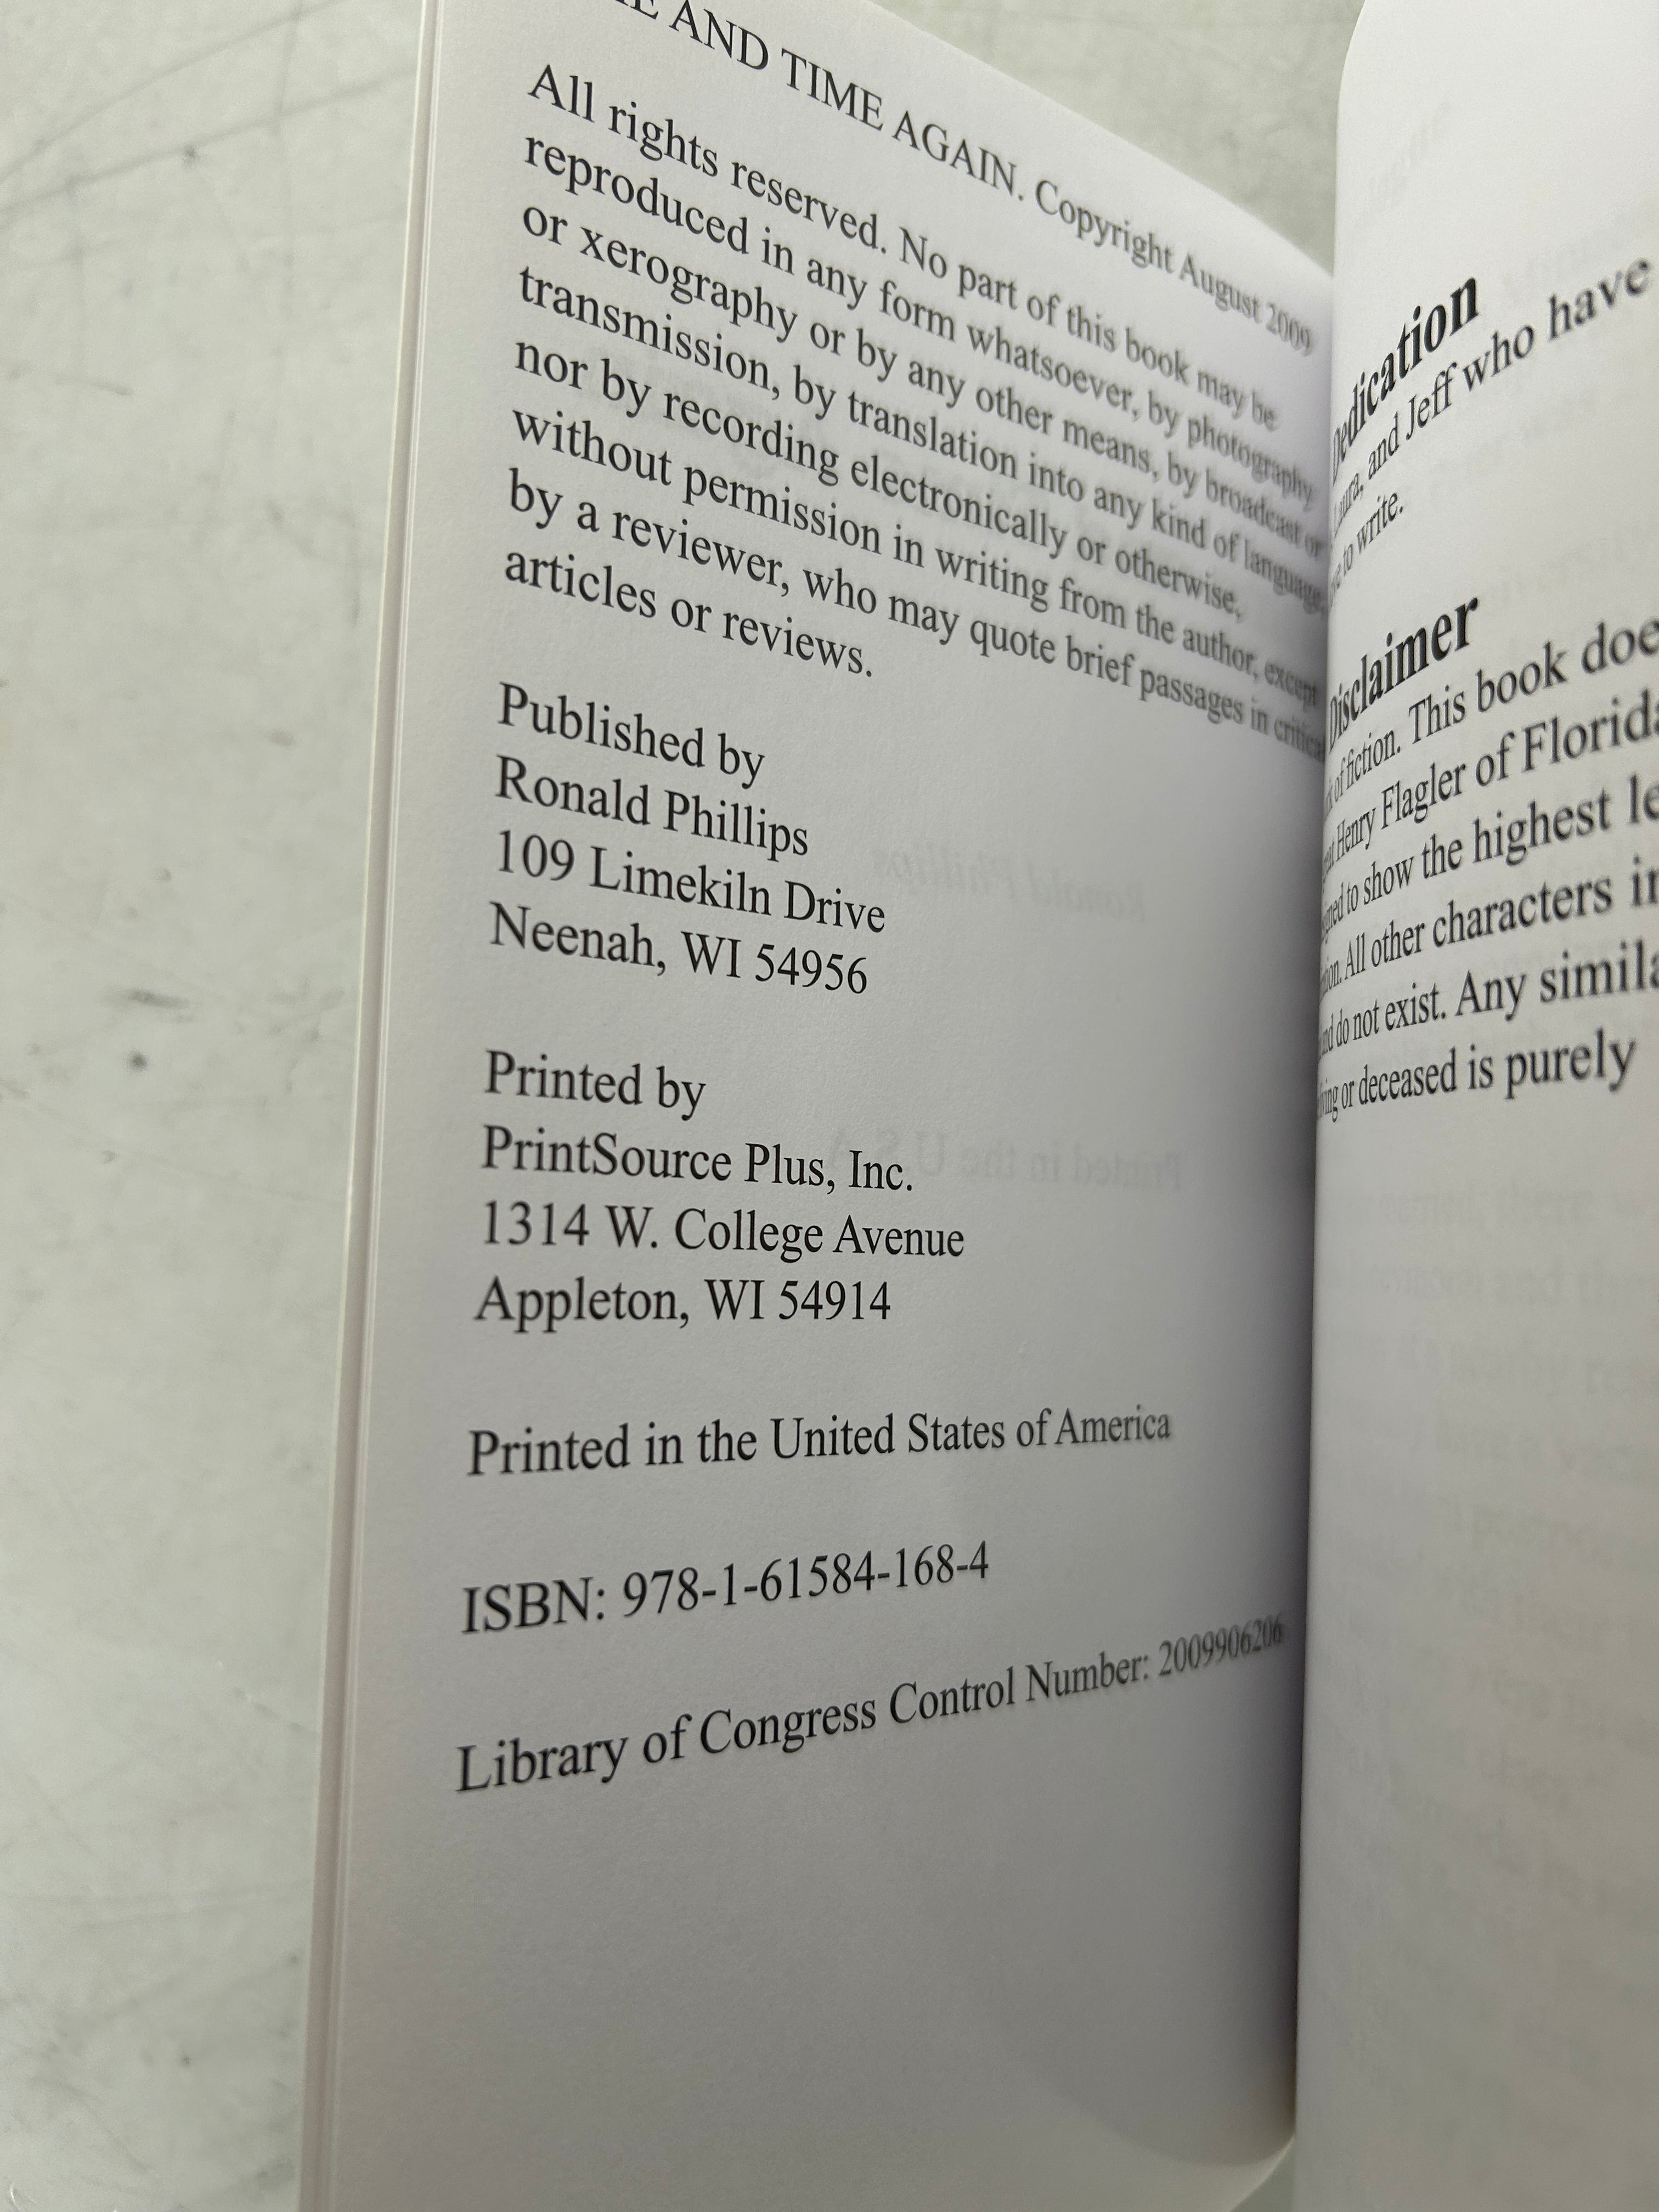 AND TIME AGAIN. Copyright August 2009
All rights reserved. No part of this book may be
reproduced in any form whatsoever, by photography
or xerography or by any other means, by broadcast or
transmission, by translation into any kind of language,
nor by recording electronically or otherwise,
without permission in writing from the author, except
by a reviewer, who may quote brief passages in critical
articles or reviews.
Published by
Ronald Phillips
109 Limekiln Drive
Neenah, WI 54956
Printed by
PrintSource Plus, Inc.
1314 W. College Avenue
Appleton, WI 54914
Printed in the United States of America
ISBN: 978-1-61584-168-4
Library of Congress Control Number: 2009906206
Dedication
and Jeff who have
to write.
Disclaimer
of fiction. This book
Henry Flagler of
to show the highest
All other characters
do not exist. Any
or deceased is purely